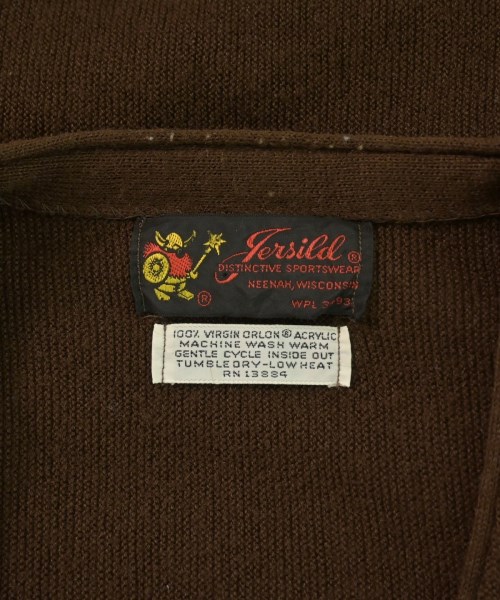 Jersild ®
DISTINCTIVE SPORTSWEAR
NEENAH, WISCONSIN
®
WPL
100% VIRGIN ORLON® ACRYLIC
MACHINE WASH WARM
GENTLE CYCLE INSIDE OUT
TUMBLE DRY-LOW HEAT
RN 13884